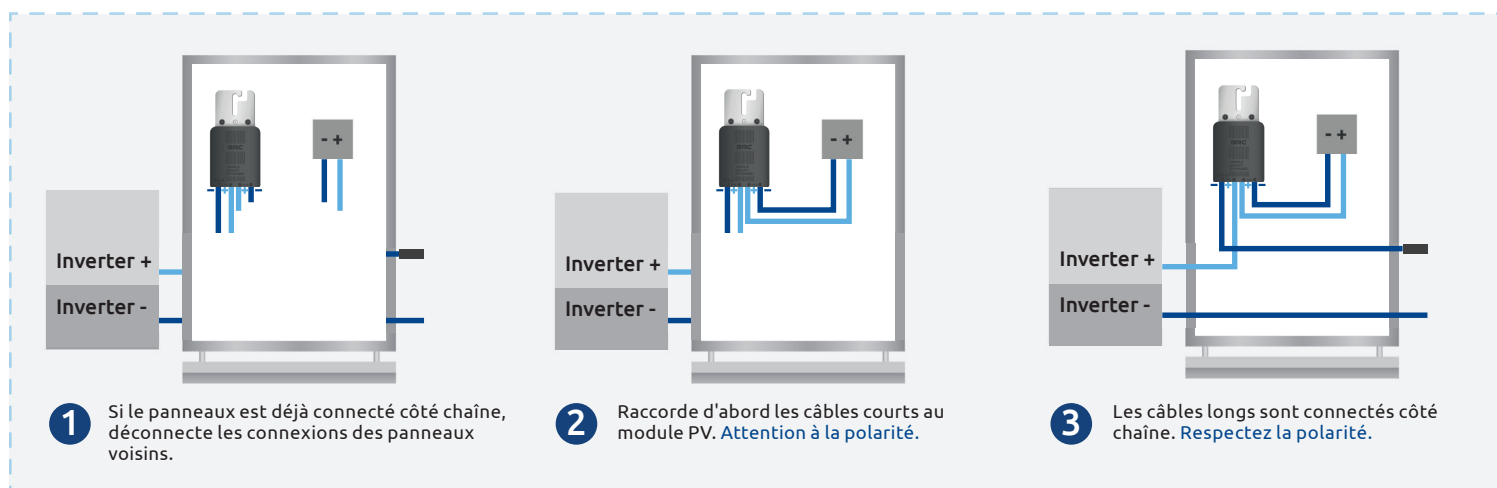 - +
- + + -
Inverter +
Inverter -
1
Si le panneaux est déjà connecté côté chaîne,
déconnecte les connexions des panneaux
voisins.
- +
- + + -
Inverter +
Inverter -
2
Raccorde d'abord les câbles courts au
module PV. Attention à la polarité.
- +
- + + -
Inverter +
Inverter -
3
Les câbles longs sont connectés côté
chaîne. Respectez la polarité.